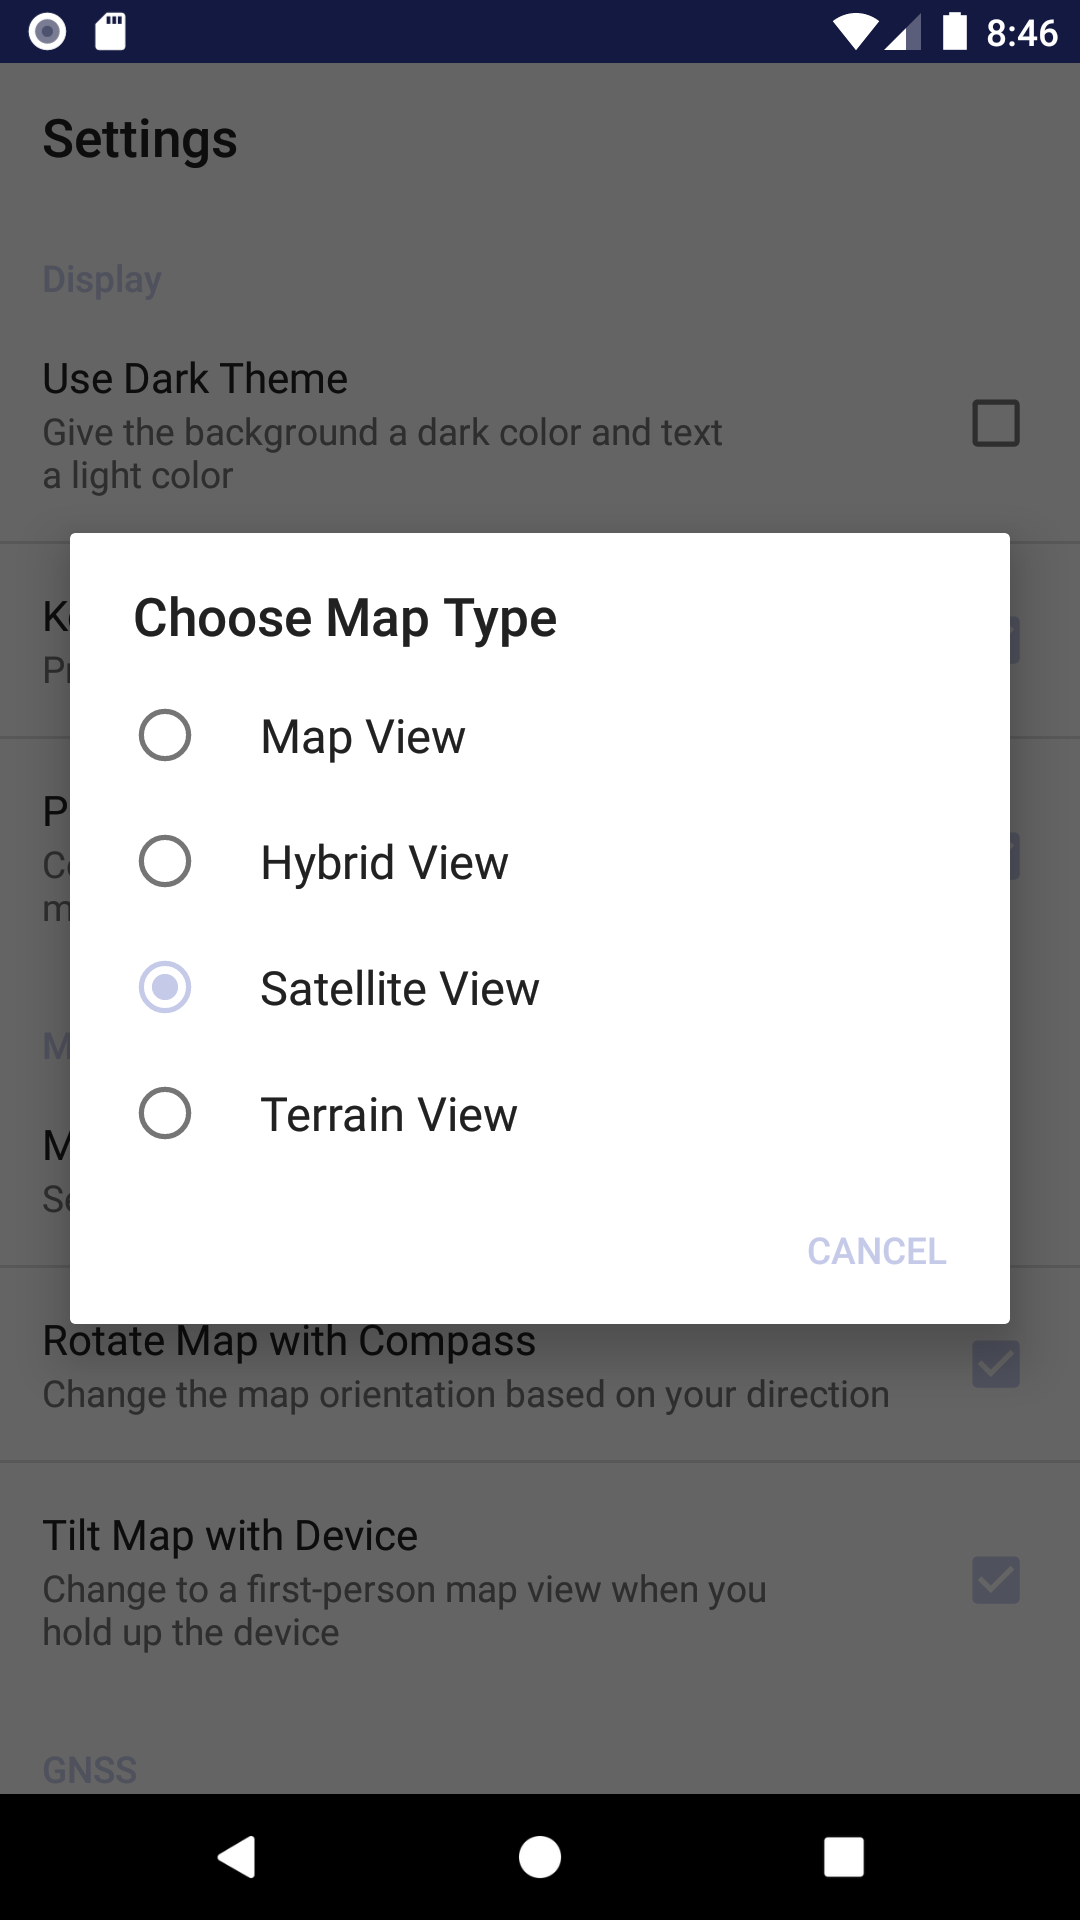 8:46
Settings
Display
Use Dark Theme
Give the background a dark color and text
a light color
Choose Map Type
Map View
Hybrid View
Satellite View
Terrain View
CANCEL
Rotate Map with Compass
Change the map orientation based on your direction
Tilt Map with Device
Change to a first-person map view when you
hold up the device
GNSS